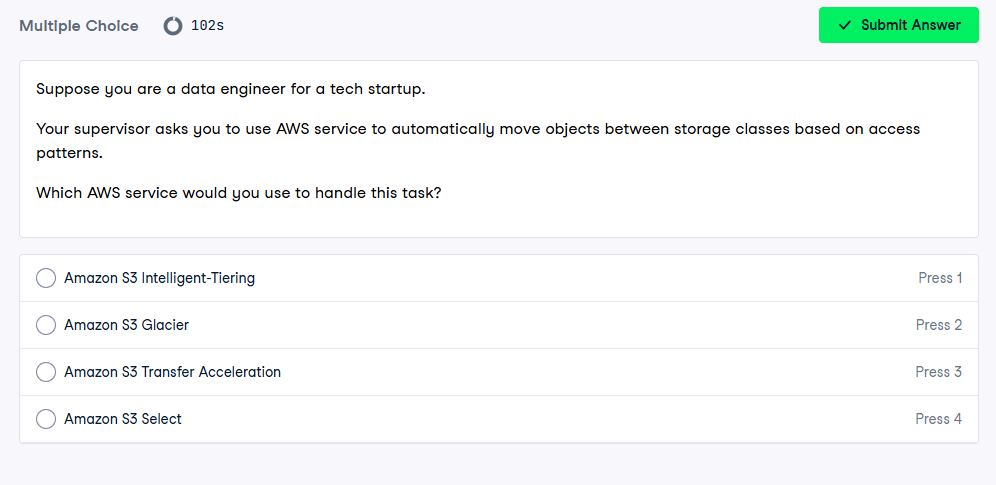 Multiple Choice 102s Submit Answer
Suppose you are a data engineer for a tech startup.
Your supervisor asks you to use AWS service to automatically move objects between storage classes based on access
patterns.
Which AWS service would you use to handle this task?
Amazon S3 Intelligent-Tiering Press 1
Amazon S3 Glacier Press 2
Amazon S3 Transfer Acceleration Press 3
Amazon S3 Select Press 4